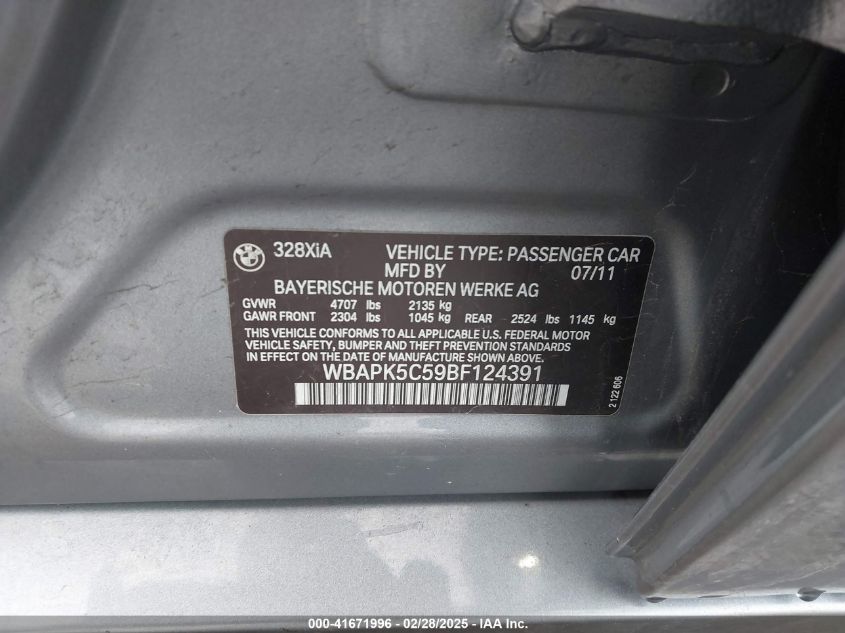 BMW
328XiA VEHICLE TYPE: PASSENGER CAR
MFD BY 07/11
BAYERISCHE MOTOREN WERKE AG
GVWR 4707 lbs 2135 kg
GAWR FRONT 2304 lbs 1045 kg REAR 2524 lbs 1145 kg
THIS VEHICLE CONFORMS TO ALL APPLICABLE U.S. FEDERAL MOTOR
VEHICLE SAFETY, BUMPER AND THEFT PREVENTION STANDARDS
IN EFFECT ON THE DATE OF MANUFACTURE SHOWN ABOVE.
WBAPK5C59BF124391
2 122 606
000-41671996 - 02/28/2025 - IAA Inc.